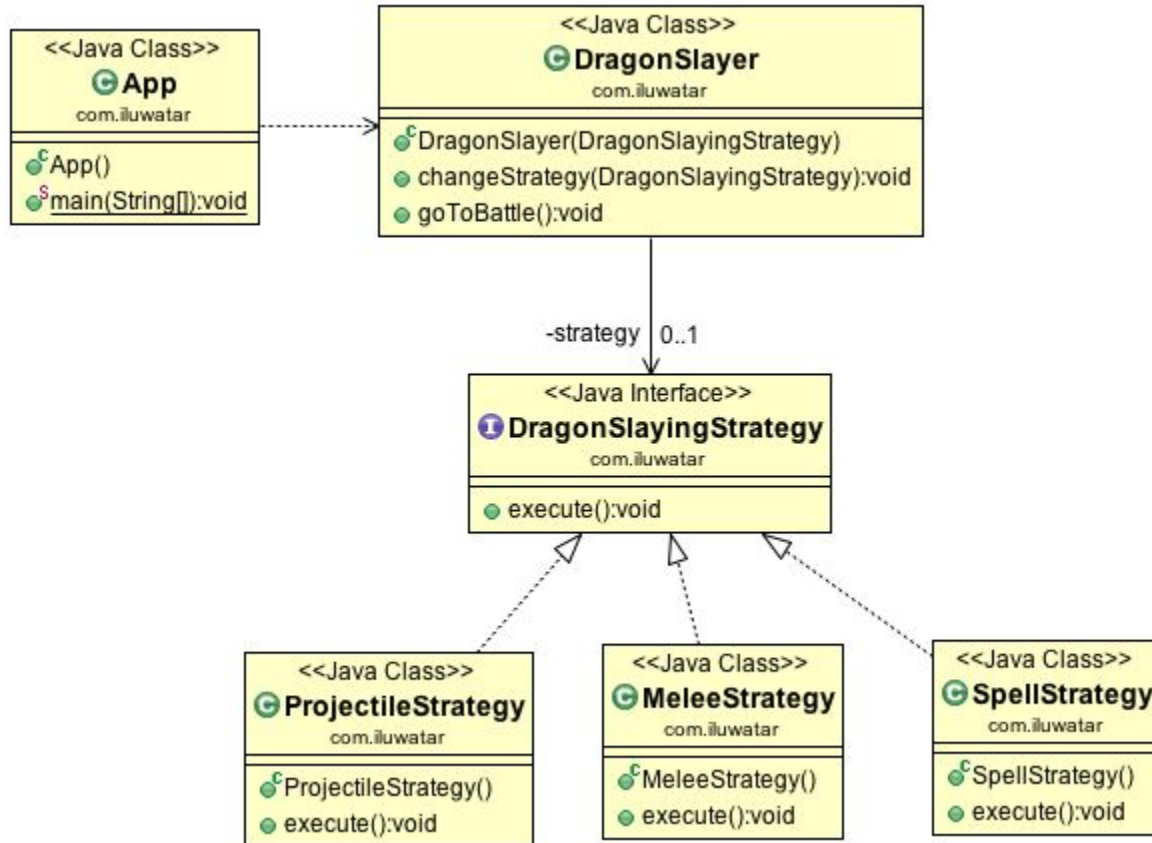 <<Java Class>>
App
com.iluwatar
App()
main(String[]):void
<<Java Class>>
DragonSlayer
com.iluwatar
DragonSlayer(DragonSlayingStrategy)
changeStrategy(DragonSlayingStrategy):void
goToBattle():void
-strategy 0..1
<<Java Interface>>
DragonSlayingStrategy
com.iluwatar
execute():void
<<Java Class>>
ProjectileStrategy
com.iluwatar
ProjectileStrategy()
execute():void
<<Java Class>>
MeleeStrategy
com.iluwatar
MeleeStrategy()
execute():void
<<Java Class>>
SpellStrategy
com.iluwatar
SpellStrategy()
execute():void